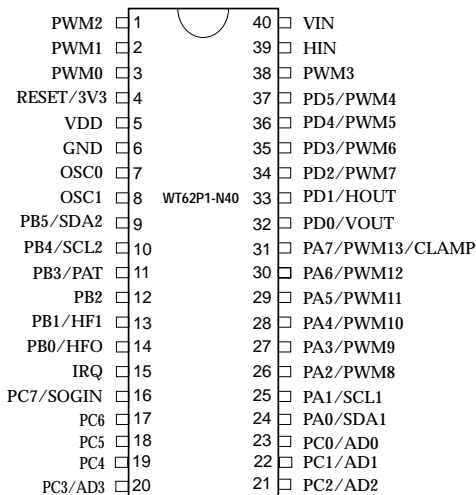 PWM2 1 40 VIN
PWM1 2 39 HIN
PWM0 3 38 PWM3
RESET/3V3 4 37 PD5/PWM4
VDD 5 36 PD4/PWM5
GND 6 35 PD3/PWM6
OSC0 7 34 PD2/PWM7
OSC1 8 WT62P1-N40 33 PD1/HOUT
PB5/SDA2 9 32 PD0/VOUT
PB4/SCL2 10 31 PA7/PWM13/CLAMP
PB3/PAT 11 30 PA6/PWM12
PB2 12 29 PA5/PWM11
PB1/HF1 13 28 PA4/PWM10
PB0/HFO 14 27 PA3/PWM9
IRQ 15 26 PA2/PWM8
PC7/SOGIN 16 25 PA1/SCL1
PC6 17 24 PA0/SDA1
PC5 18 23 PC0/AD0
PC4 19 22 PC1/AD1
PC3/AD3 20 21 PC2/AD2